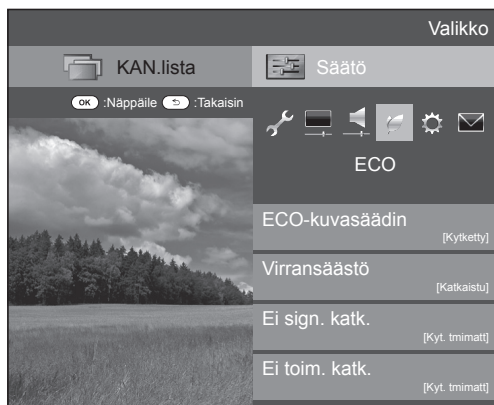 Valikko
KAN.lista
Säätö
OK :Näppäile :Takaisin
ECO
ECO-kuvasäädin
[Kytketty]
Virransäästö
[Katkaistu]
Ei sign. katk.
[Kyt. tmimatt]
Ei toim. katk.
[Kyt. tmimatt]